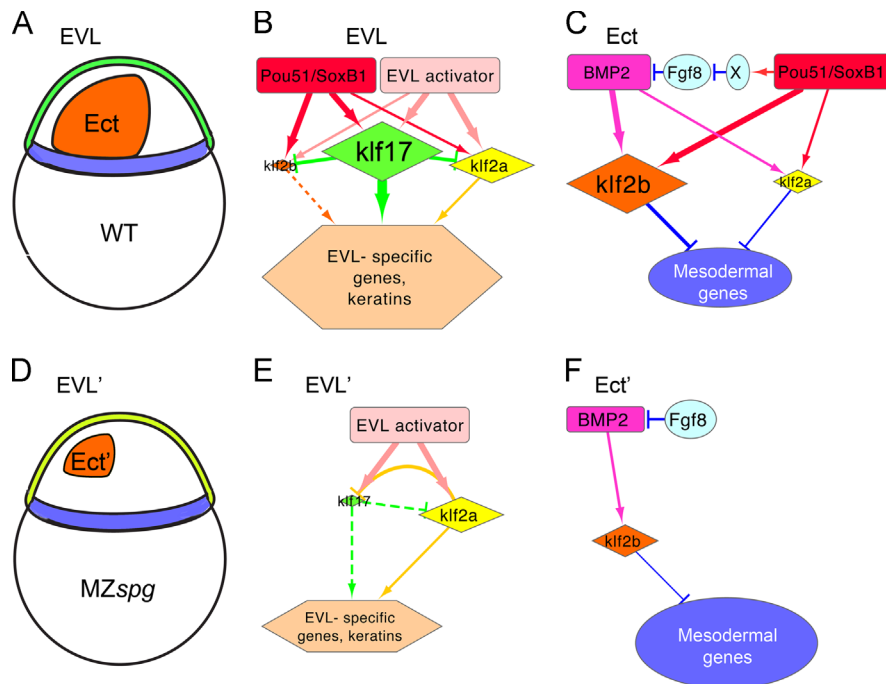 A
EVL
Ect
WT
B
EVL
Pou51/SoxB1
EVL activator
klf2b
klf17
klf2a
EVL- specific
genes,
keratins
C
Ect
BMP2
Fgf8
X
Pou51/SoxB1
klf2b
klf2a
Mesodermal
genes
D
EVL’
Ect’
MZspg
E
EVL’
EVL activator
klf17
klf2a
EVL- specific
genes, keratins
F
Ect’
BMP2
Fgf8
klf2b
Mesodermal
genes